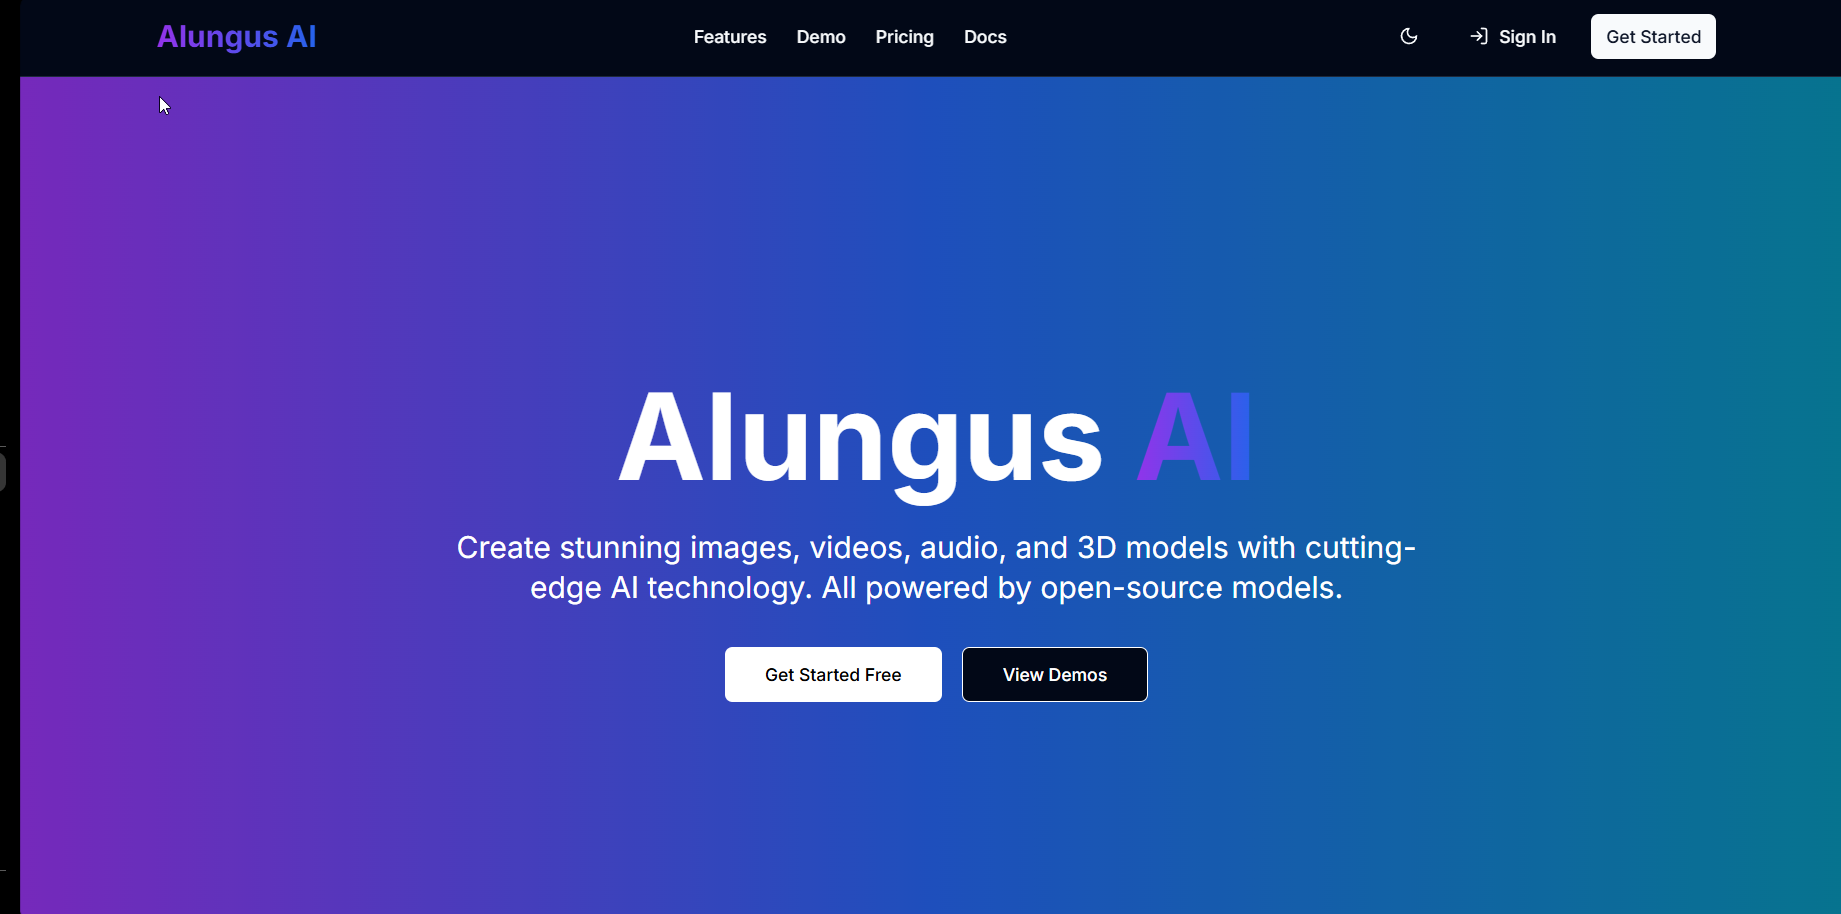 Alungus AI
Features Demo Pricing Docs
Sign In
Get Started
Alungus AI
Create stunning images, videos, audio, and 3D models with cutting-
edge AI technology. All powered by open-source models.
Get Started Free
View Demos